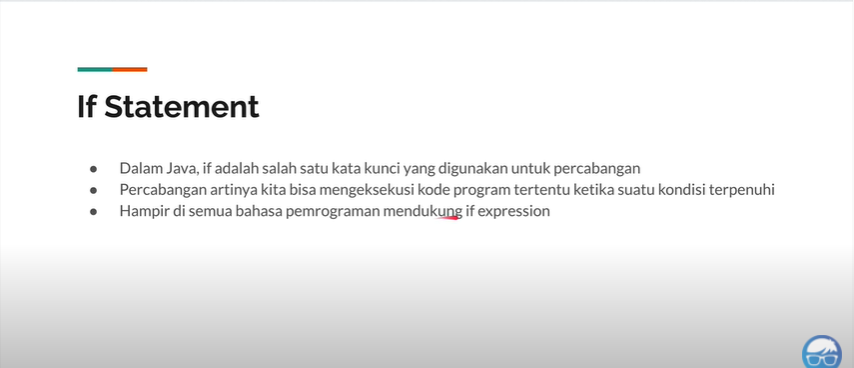 If Statement
● Dalam Java, if adalah salah satu kata kunci yang digunakan untuk percabangan
● Percabangan artinya kita bisa mengeksekusi kode program tertentu ketika suatu kondisi terpenuhi
● Hampir di semua bahasa pemrograman mendukung if expression